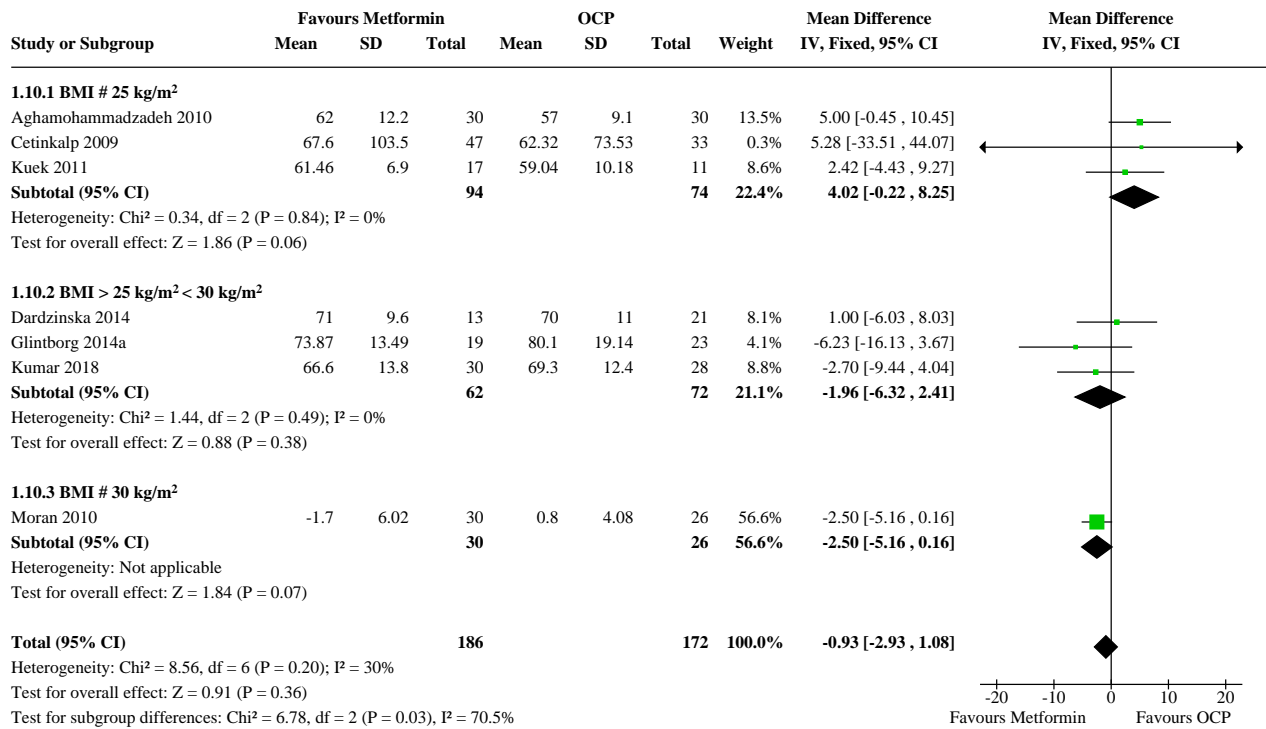 Favours Metformin OCP Mean Difference Mean Difference
Study or Subgroup Mean SD Total Mean SD Total Weight IV, Fixed, 95% CI IV, Fixed, 95% CI
1.10.1 BMI # 25 kg/m²
Aghamohammadzadeh 2010 62 12.2 30 57 9.1 30 13.5% 5.00 [-0.45 , 10.45]
Cetinkalp 2009 67.6 103.5 47 62.32 73.53 33 0.3% 5.28 [-33.51 , 44.07]
Kuek 2011 61.46 6.9 17 59.04 10.18 11 8.6% 2.42 [-4.43 , 9.27]
Subtotal (95% CI) 94 74 22.4% 4.02 [-0.22 , 8.25]
Heterogeneity: Chi² = 0.34, df = 2 (P = 0.84); I² = 0%
Test for overall effect: Z = 1.86 (P = 0.06)
1.10.2 BMI > 25 kg/m² < 30 kg/m²
Dardzinska 2014 71 9.6 13 70 11 21 8.1% 1.00 [-6.03 , 8.03]
Glintborg 2014a 73.87 13.49 19 80.1 19.14 23 4.1% -6.23 [-16.13 , 3.67]
Kumar 2018 66.6 13.8 30 69.3 12.4 28 8.8% -2.70 [-9.44 , 4.04]
Subtotal (95% CI) 62 72 21.1% -1.96 [-6.32 , 2.41]
Heterogeneity: Chi² = 1.44, df = 2 (P = 0.49); I² = 0%
Test for overall effect: Z = 0.88 (P = 0.38)
1.10.3 BMI # 30 kg/m²
Moran 2010 -1.7 6.02 30 0.8 4.08 26 56.6% -2.50 [-5.16 , 0.16]
Subtotal (95% CI) 30 26 56.6% -2.50 [-5.16 , 0.16]
Heterogeneity: Not applicable
Test for overall effect: Z = 1.84 (P = 0.07)
Total (95% CI) 186 172 100.0% -0.93 [-2.93 , 1.08]
Heterogeneity: Chi² = 8.56, df = 6 (P = 0.20); I² = 30%
Test for overall effect: Z = 0.91 (P = 0.36)
Test for subgroup differences: Chi² = 6.78, df = 2 (P = 0.03), I² = 70.5%
-20 -10 0 10 20
Favours Metformin Favours OCP